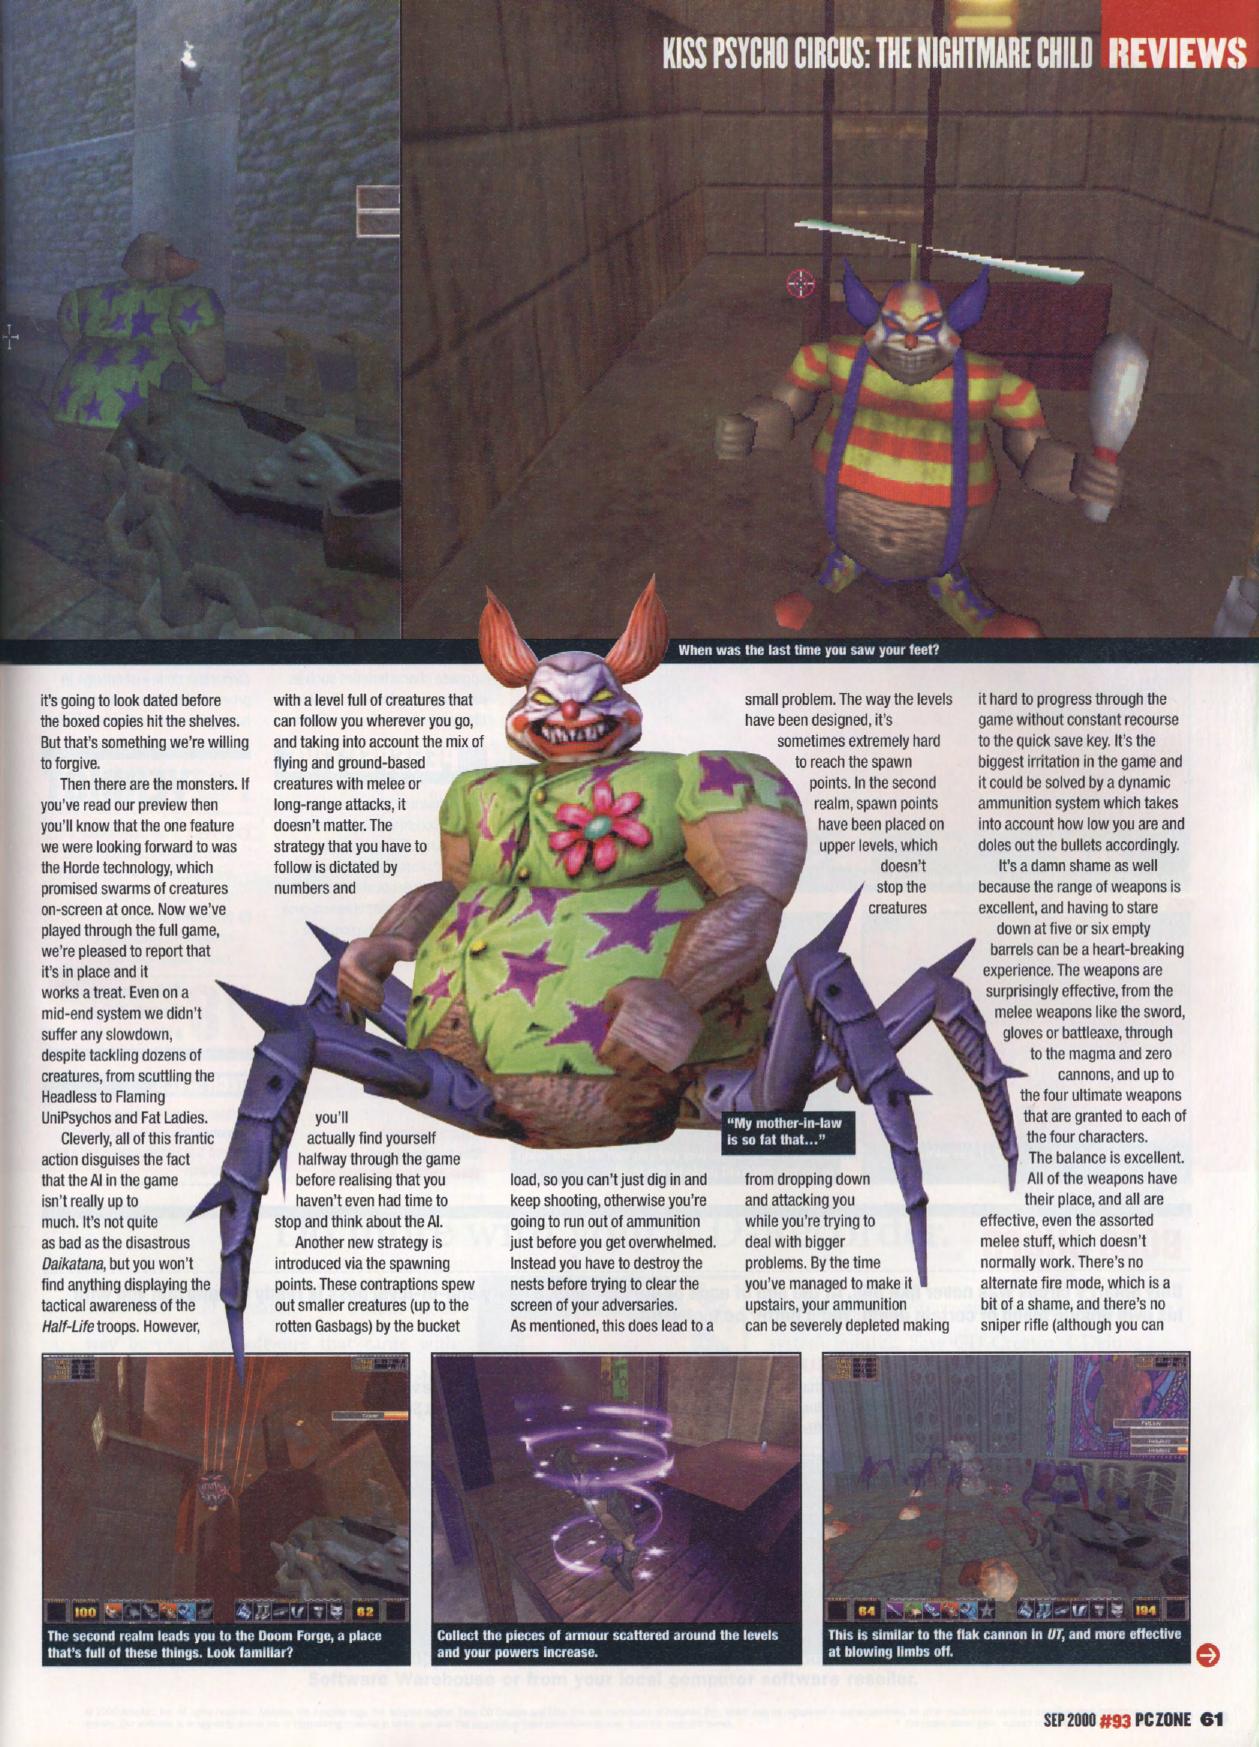 KISS PSYCHO CIRCUS: THE NIGHTMARE CHILD REVIEWS
When was the last time you saw your feet?
it's going to look dated before
the boxed copies hit the shelves.
But that's something we're willing
to forgive.
Then there are the monsters. If
you've read our preview then
you'll know that the one feature
we were looking forward to was
the Horde technology, which
promised swarms of creatures
on-screen at once. Now we've
played through the full game,
we're pleased to report that
it's in place and it
works a treat. Even on a
mid-end system we didn't
suffer any slowdown,
despite tackling dozens of
creatures, from scuttling the
Headless to Flaming
UniPsychos and Fat Ladies.
Cleverly, all of this frantic
action disguises the fact
that the AI in the game
isn't really up to
much. It's not quite
as bad as the disastrous
Daikatana, but you won't
find anything displaying the
tactical awareness of the
Half-Life troops. However,
with a level full of creatures that
can follow you wherever you go,
and taking into account the mix of
flying and ground-based
creatures with melee or
long-range attacks, it
doesn't matter. The
strategy that you have to
follow is dictated by
numbers and
you'll
actually find yourself
halfway through the game
before realising that you
haven't even had time to
stop and think about the AI.
Another new strategy is
introduced via the spawning
points. These contraptions spew
out smaller creatures (up to the
rotten Gasbags) by the bucket
load, so you can't just dig in and
keep shooting, otherwise you're
going to run out of ammunition
just before you get overwhelmed.
Instead you have to destroy the
nests before trying to clear the
screen of your adversaries.
As mentioned, this does lead to a
small problem. The way the levels
have been designed, it's
sometimes extremely hard
to reach the spawn
points. In the second
realm, spawn points
have been placed on
upper levels, which
doesn't
stop the
creatures
"My mother-in-law
is so fat that..."
from dropping down
and attacking you
while you're trying to
deal with bigger
problems. By the time
you've managed to make it
upstairs, your ammunition
can be severely depleted making
it hard to progress through the
game without constant recourse
to the quick save key. It's the
biggest irritation in the game and
it could be solved by a dynamic
ammunition system which takes
into account how low you are and
doles out the bullets accordingly.
It's a damn shame as well
because the range of weapons is
excellent, and having to stare
down at five or six empty
barrels can be a heart-breaking
experience. The weapons are
surprisingly effective, from the
melee weapons like the sword,
gloves or battleaxe, through
to the magma and zero
cannons, and up to
the four ultimate weapons
that are granted to each of
the four characters.
The balance is excellent.
All of the weapons have
their place, and all are
effective, even the assorted
melee stuff, which doesn't
normally work. There's no
alternate fire mode, which is a
bit of a shame, and there's no
sniper rifle (although you can
100 62
The second realm leads you to the Doom Forge, a place
that's full of these things. Look familiar?
Collect the pieces of armour scattered around the levels
and your powers increase.
64 194
This is similar to the flak cannon in UT, and more effective
at blowing limbs off.
Software Warehouse or from your local computer software reseller.
SEP 2000 #93 PC ZONE 61